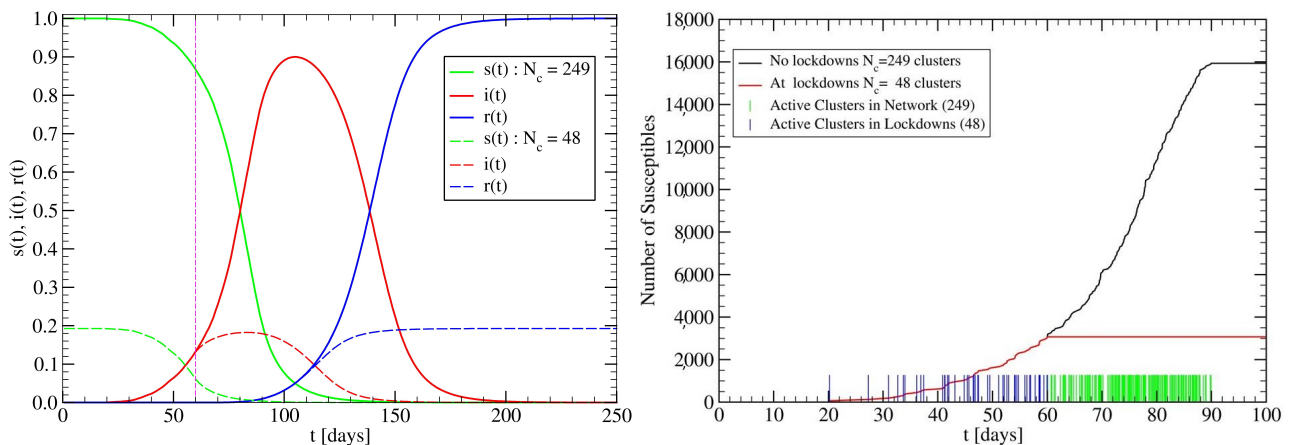 1.0
0.9
0.8
0.7
0.6
0.5
0.4
0.3
0.2
0.1
0.0
s(t), i(t), r(t)
s(t) : N_c = 249
i(t)
r(t)
s(t) : N_c = 48
i(t)
r(t)
0 50 100 150 200 250
t [days]
18000
16000
14000
12000
10000
8000
6000
4000
2000
0
Number of Susceptibles
No lockdowns N_c=249 clusters
At lockdowns N_c= 48 clusters
Active Clusters in Network (249)
Active Clusters in Lockdowns (48)
0 10 20 30 40 50 60 70 80 90 100
t [days]